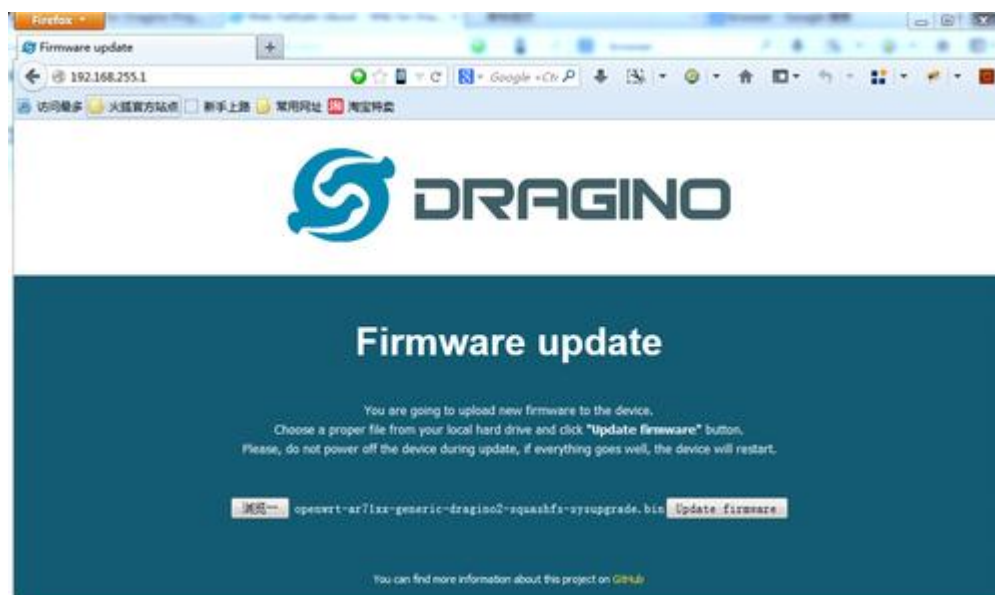 Firefox
Firmware update
192.168.255.1
Google <Ctr
访问最多 火狐官方站点 新手上路 常用网址 淘宝特卖
DRAGINO
Firmware update
You are going to upload new firmware to the device.
Choose a proper file from your local hard drive and click "Update firmware" button.
Please, do not power off the device during update, if everything goes well, the device will restart.
浏览… openwrt-ar71xx-generic-dragino2-squashfs-sysupgrade.bin Update firmware
You can find more information about this project on GitHub